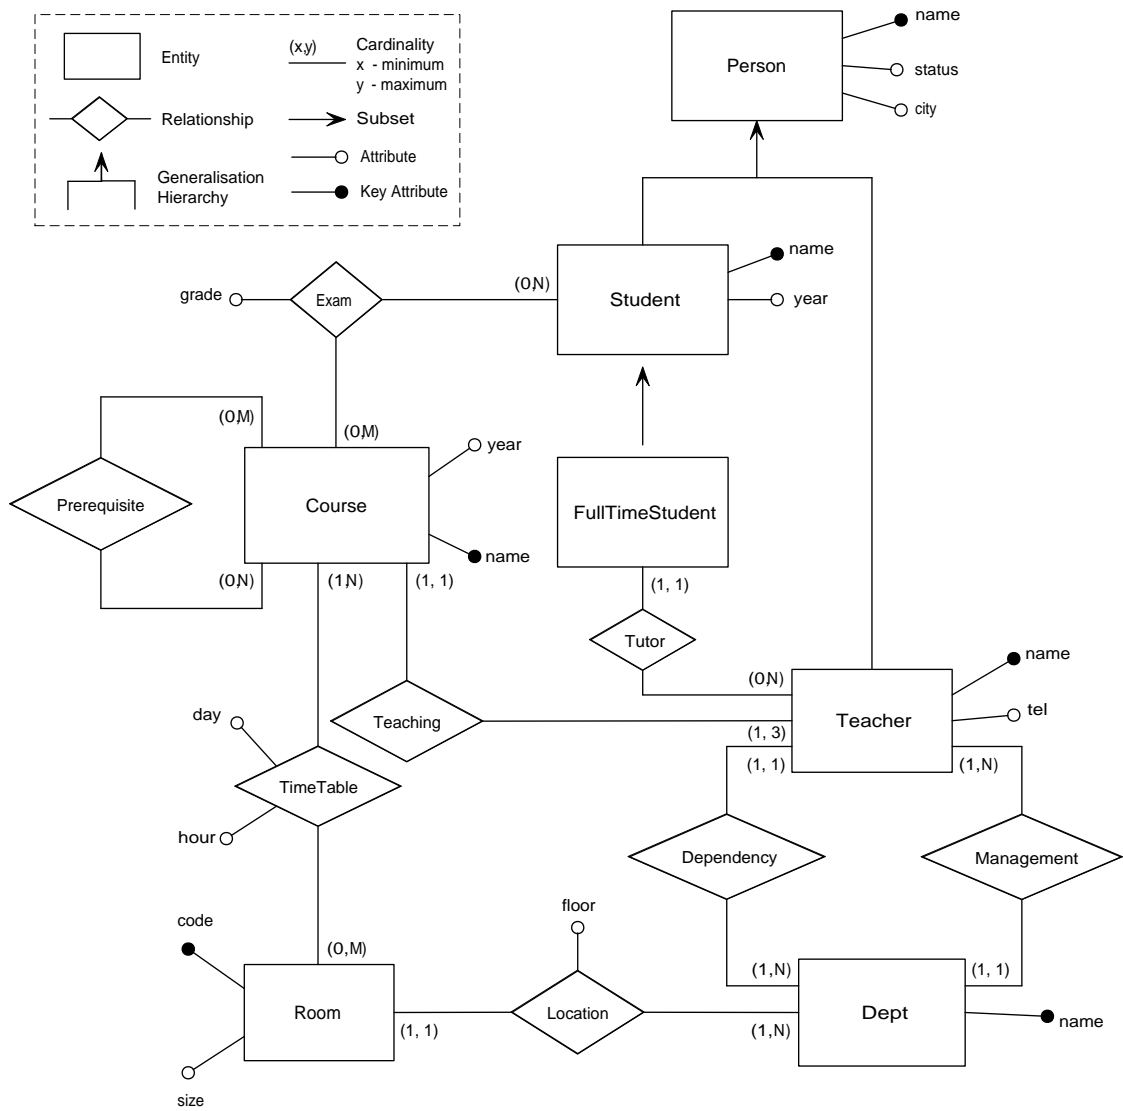 Entity
(x,y)
Cardinality
x - minimum
y - maximum
Relationship
Subset
Attribute
Generalisation
Hierarchy
Key Attribute
Person
name
status
city
Student
name
year
grade
Exam
(0,N)
(0,M)
(0,M)
Prerequisite
Course
year
name
(0,N)
(1,N)
(1, 1)
FullTimeStudent
(1, 1)
Tutor
(0,N)
Teacher
name
tel
Teaching
(1, 3)
(1, 1)
(1,N)
day
TimeTable
hour
Dependency
Management
code
floor
(0,M)
(1,N)
(1, 1)
Room
(1, 1)
Location
(1,N)
Dept
name
size